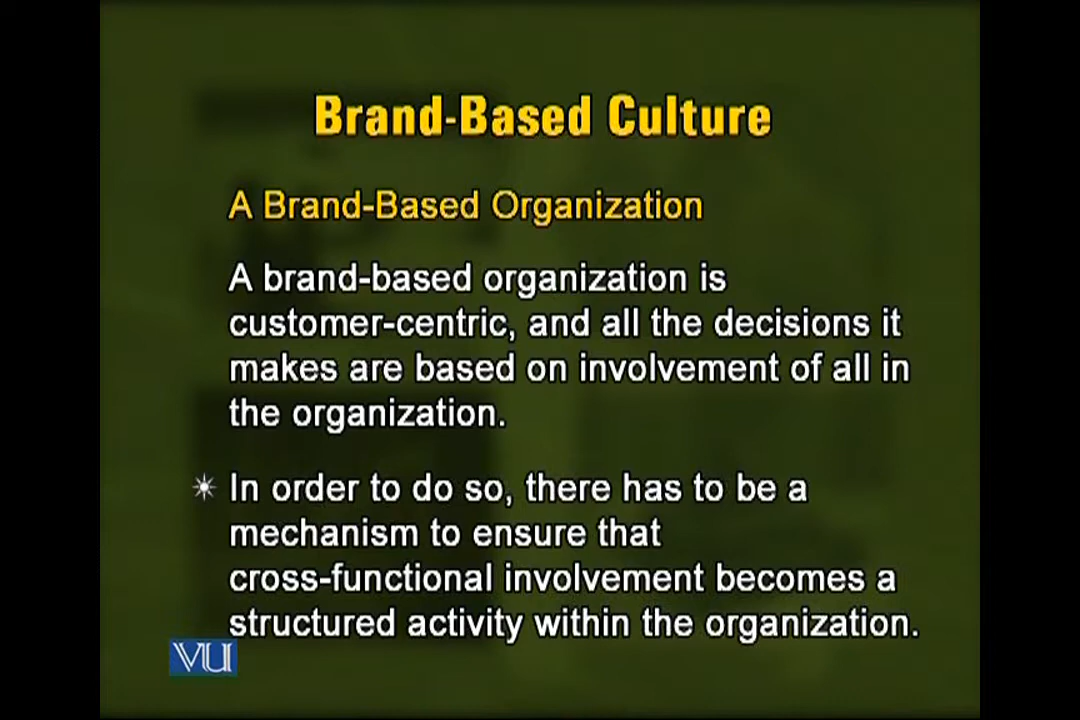 Brand-Based Culture
A Brand-Based Organization
A brand-based organization is
customer-centric, and all the decisions it
makes are based on involvement of all in
the organization.
In order to do so, there has to be a
mechanism to ensure that
cross-functional involvement becomes a
structured activity within the organization.
VU